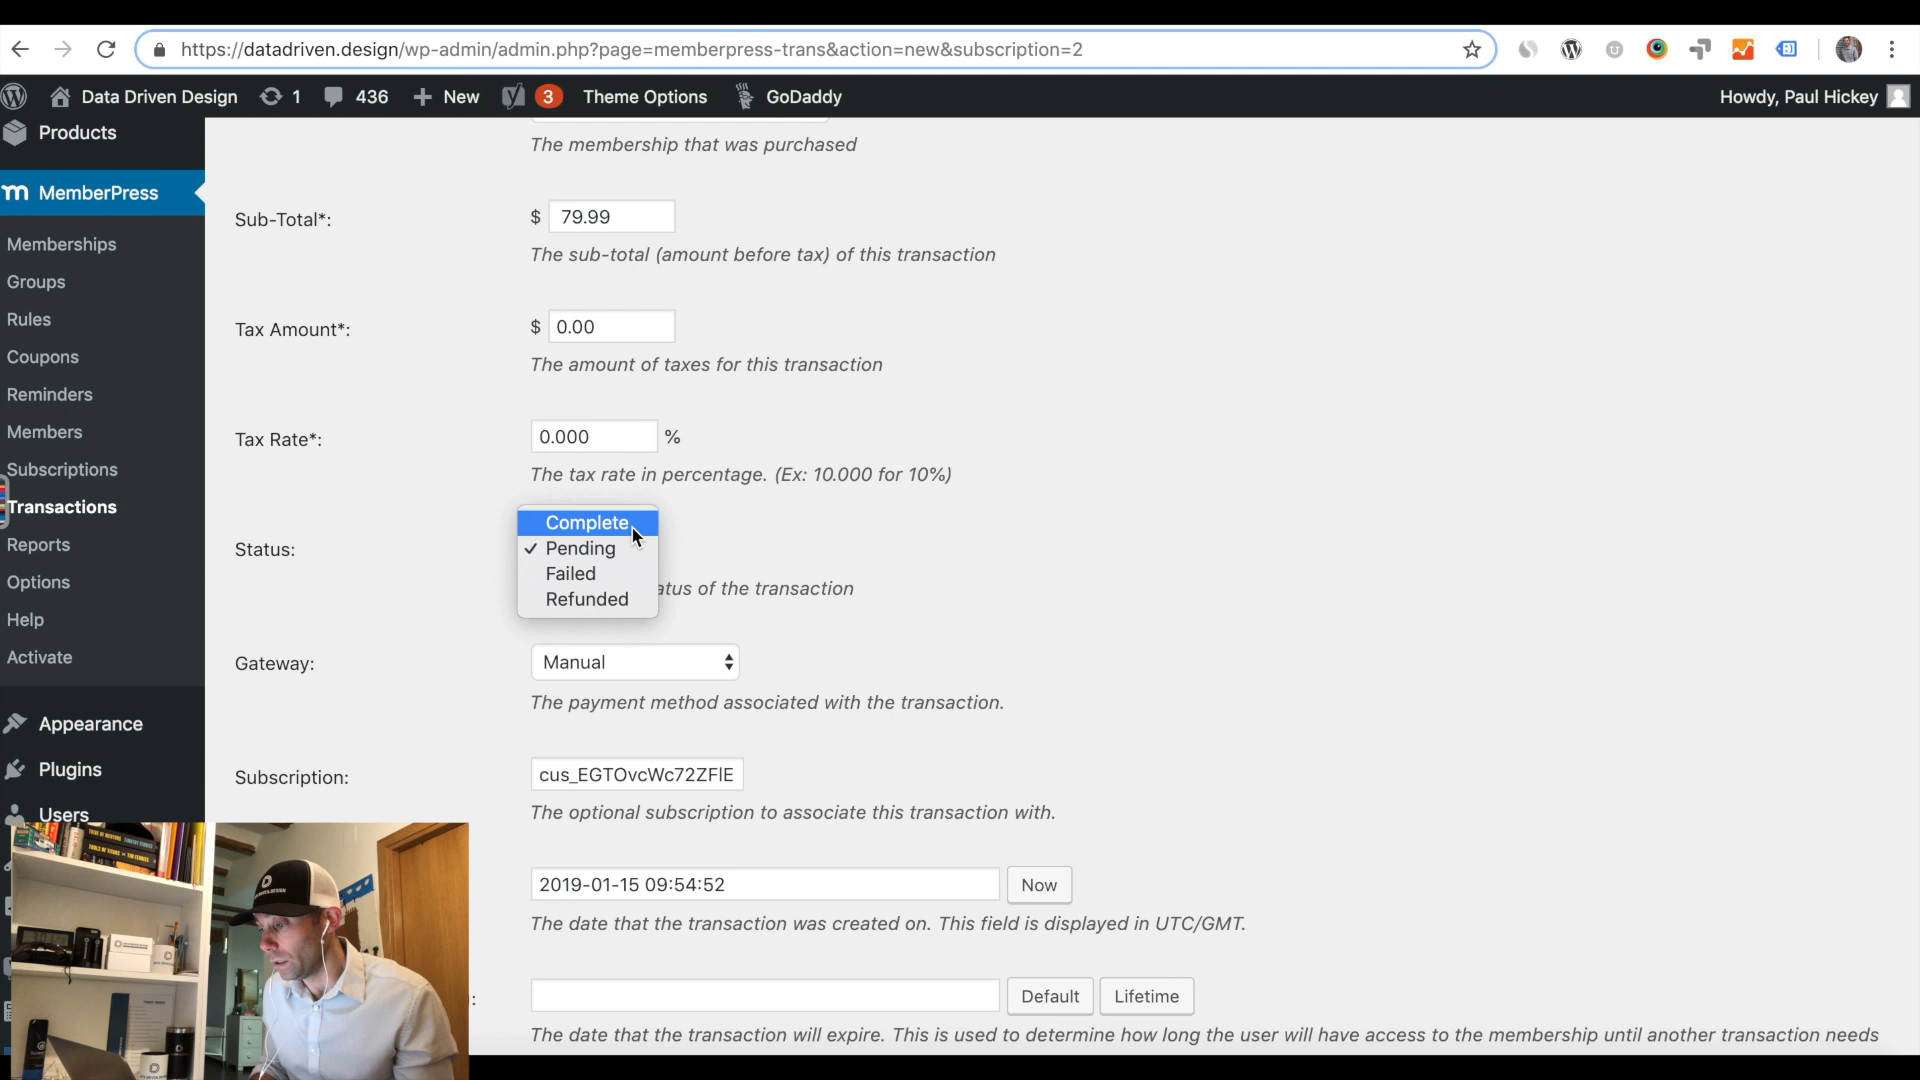 https://datadriven.design/wp-admin/admin.php?page=memberpress-trans&action=new&subscription=2
Data Driven Design 1 436 New 3 Theme Options GoDaddy Howdy, Paul Hickey
Products
MemberPress
Memberships
Groups
Rules
Coupons
Reminders
Members
Subscriptions
Transactions
Reports
Options
Help
Activate
Appearance
Plugins
Users
The membership that was purchased
Sub-Total*: $ 79.99
The sub-total (amount before tax) of this transaction
Tax Amount*: $ 0.00
The amount of taxes for this transaction
Tax Rate*: 0.000 %
The tax rate in percentage. (Ex: 10.000 for 10%)
Status:
Complete
Pending
Failed
Refunded
of the transaction
Gateway: Manual
The payment method associated with the transaction.
Subscription: cus_EGTOvcWc72ZFIE
The optional subscription to associate this transaction with.
2019-01-15 09:54:52 Now
The date that the transaction was created on. This field is displayed in UTC/GMT.
: Default Lifetime
The date that the transaction will expire. This is used to determine how long the user will have access to the membership until another transaction needs